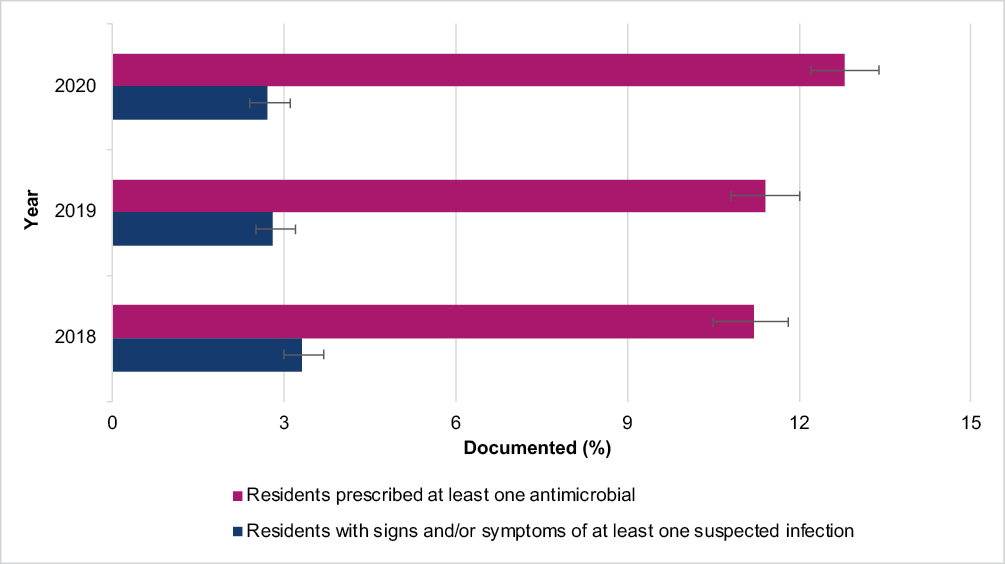 2020
2019
2018
Year
0 3 6 9 12 15
Documented (%)
Residents prescribed at least one antimicrobial
Residents with signs and/or symptoms of at least one suspected infection